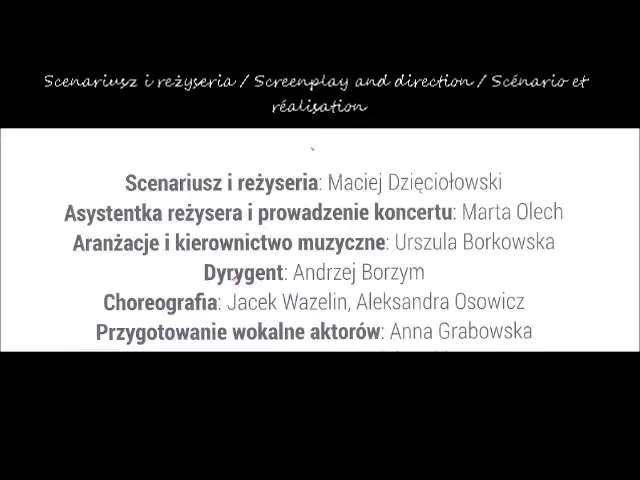 Scenariusz i reżyseria / Screenplay and direction / Scénario et
réalisation
Scenariusz i reżyseria: Maciej Dzięciołowski
Asystentka reżysera i prowadzenie koncertu: Marta Olech
Aranżacje i kierownictwo muzyczne: Urszula Borkowska
Dyrygent: Andrzej Borzym
Choreografia: Jacek Wazelin, Aleksandra Osowicz
Przygotowanie wokalne aktorów: Anna Grabowska